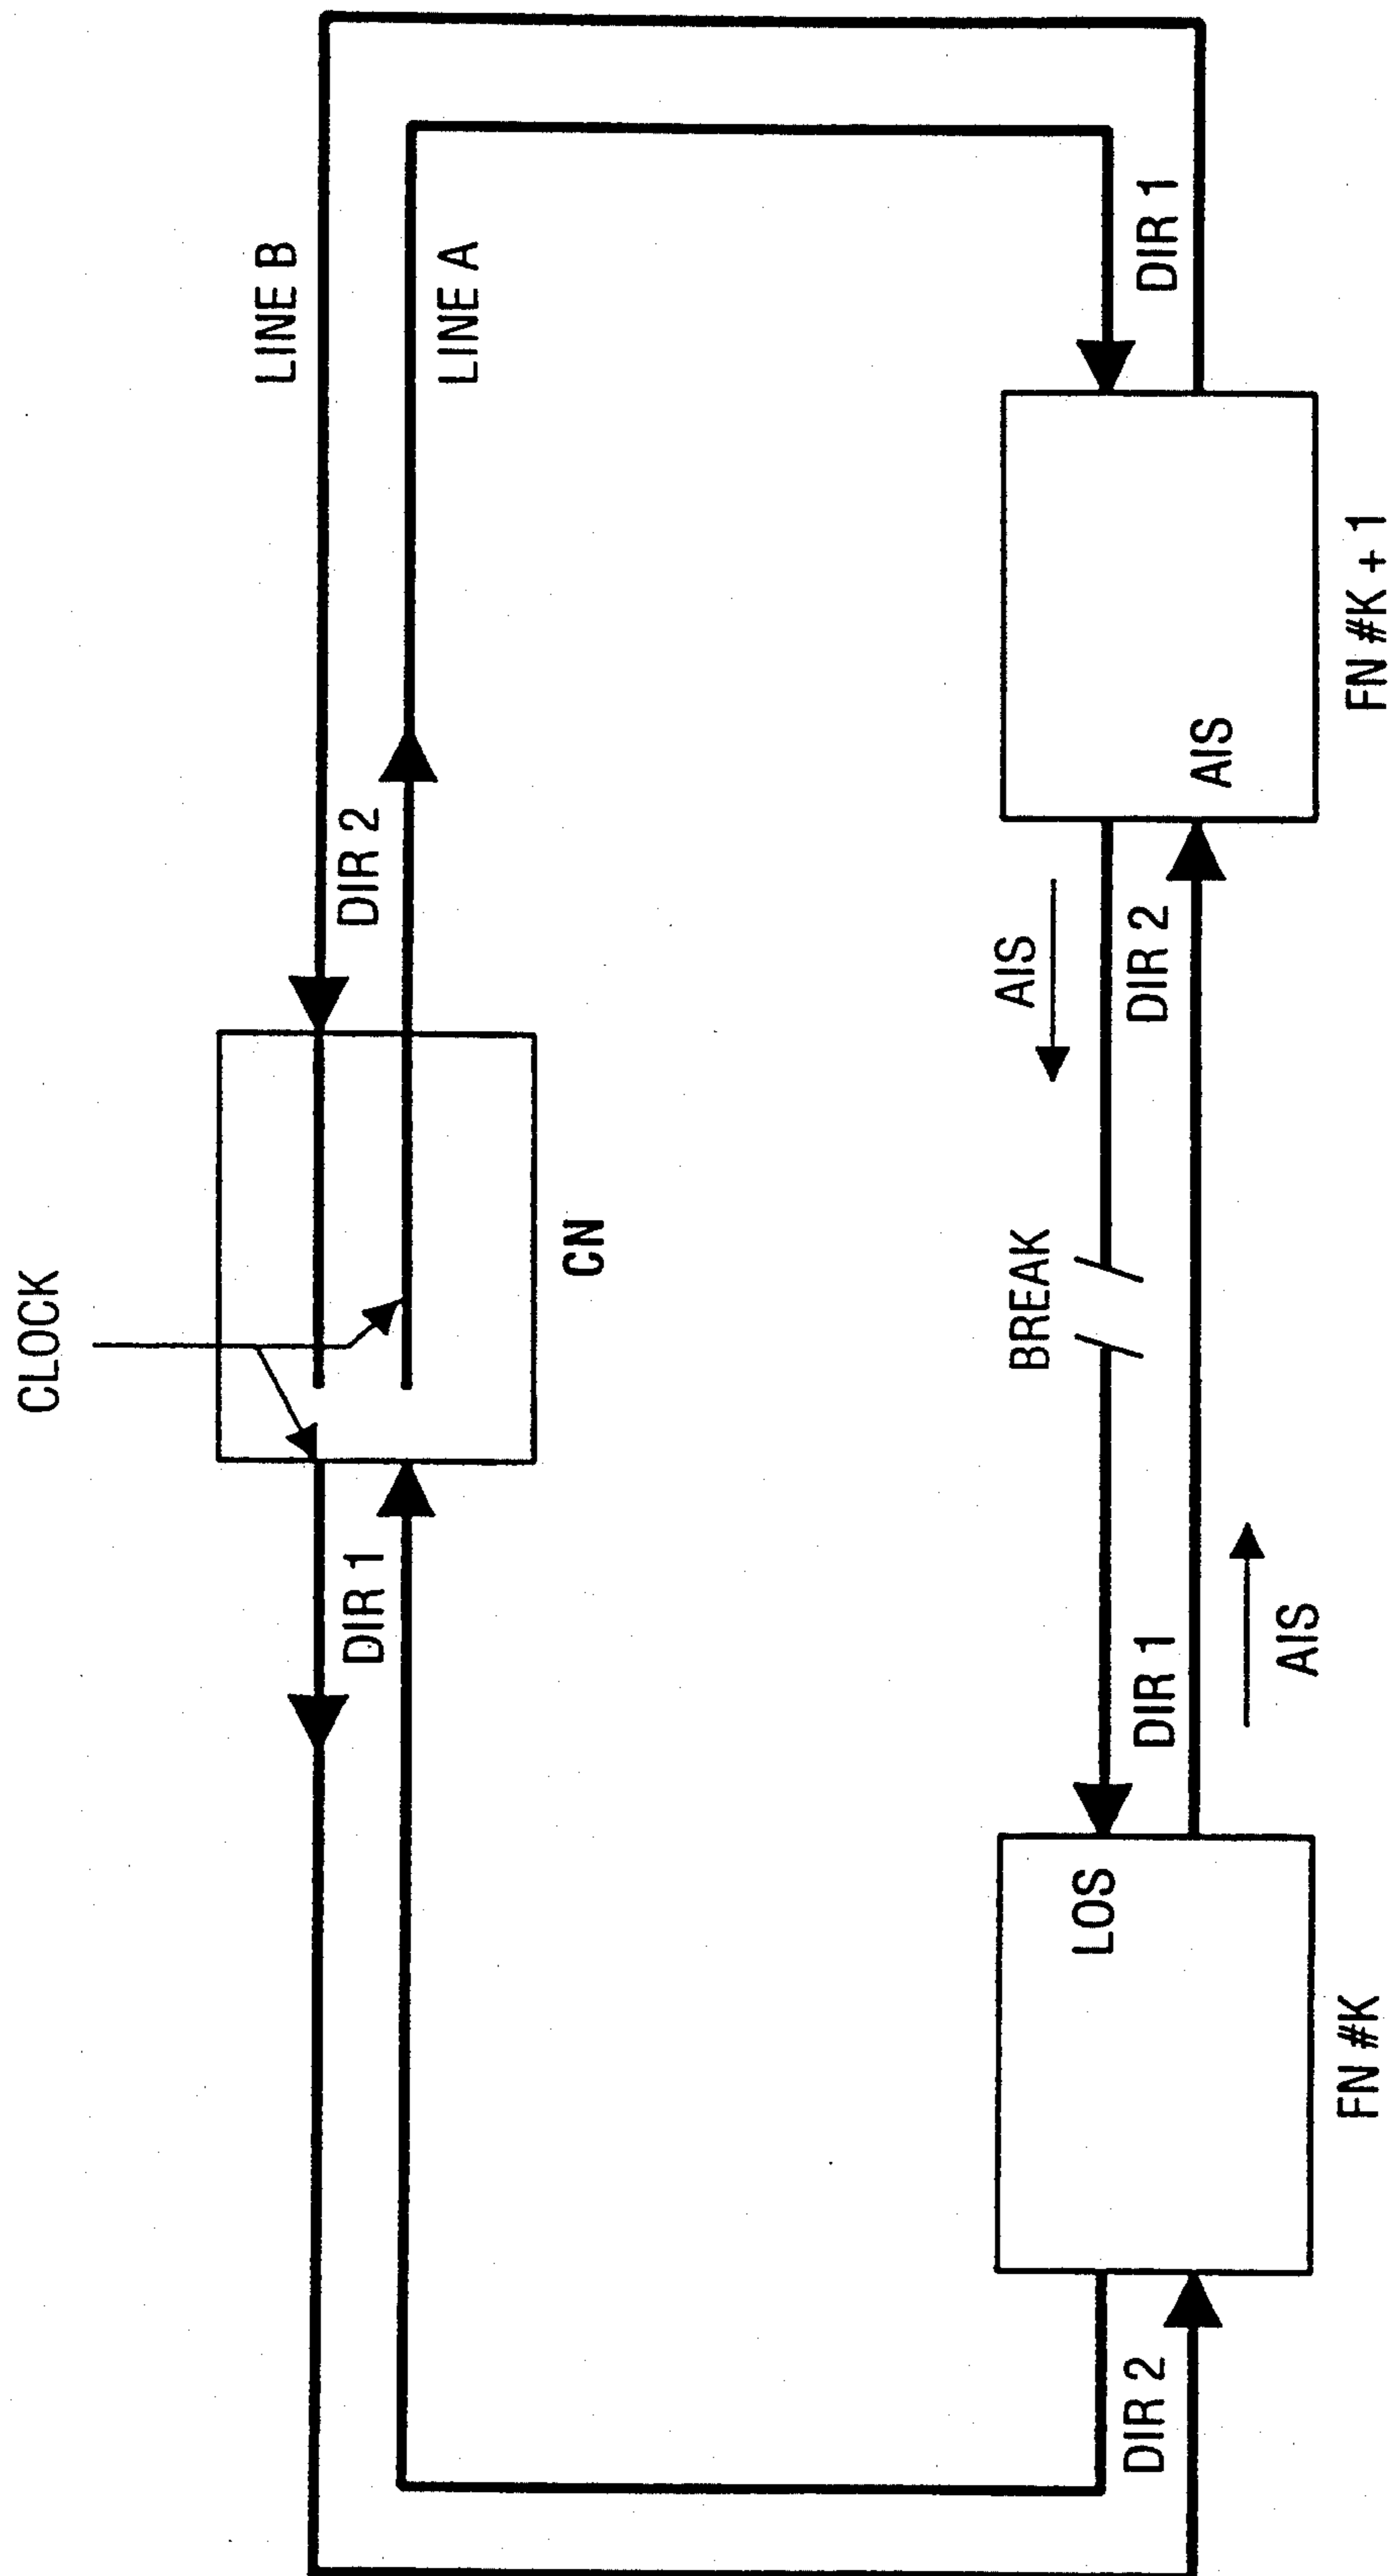 LINE B
LINE A
CLOCK
DIR 1
DIR 2
CN
DIR 1
BREAK
AIS
DIR 2
LOS
DIR 1
AIS
DIR 2
AIS
FN #K
FN #K + 1